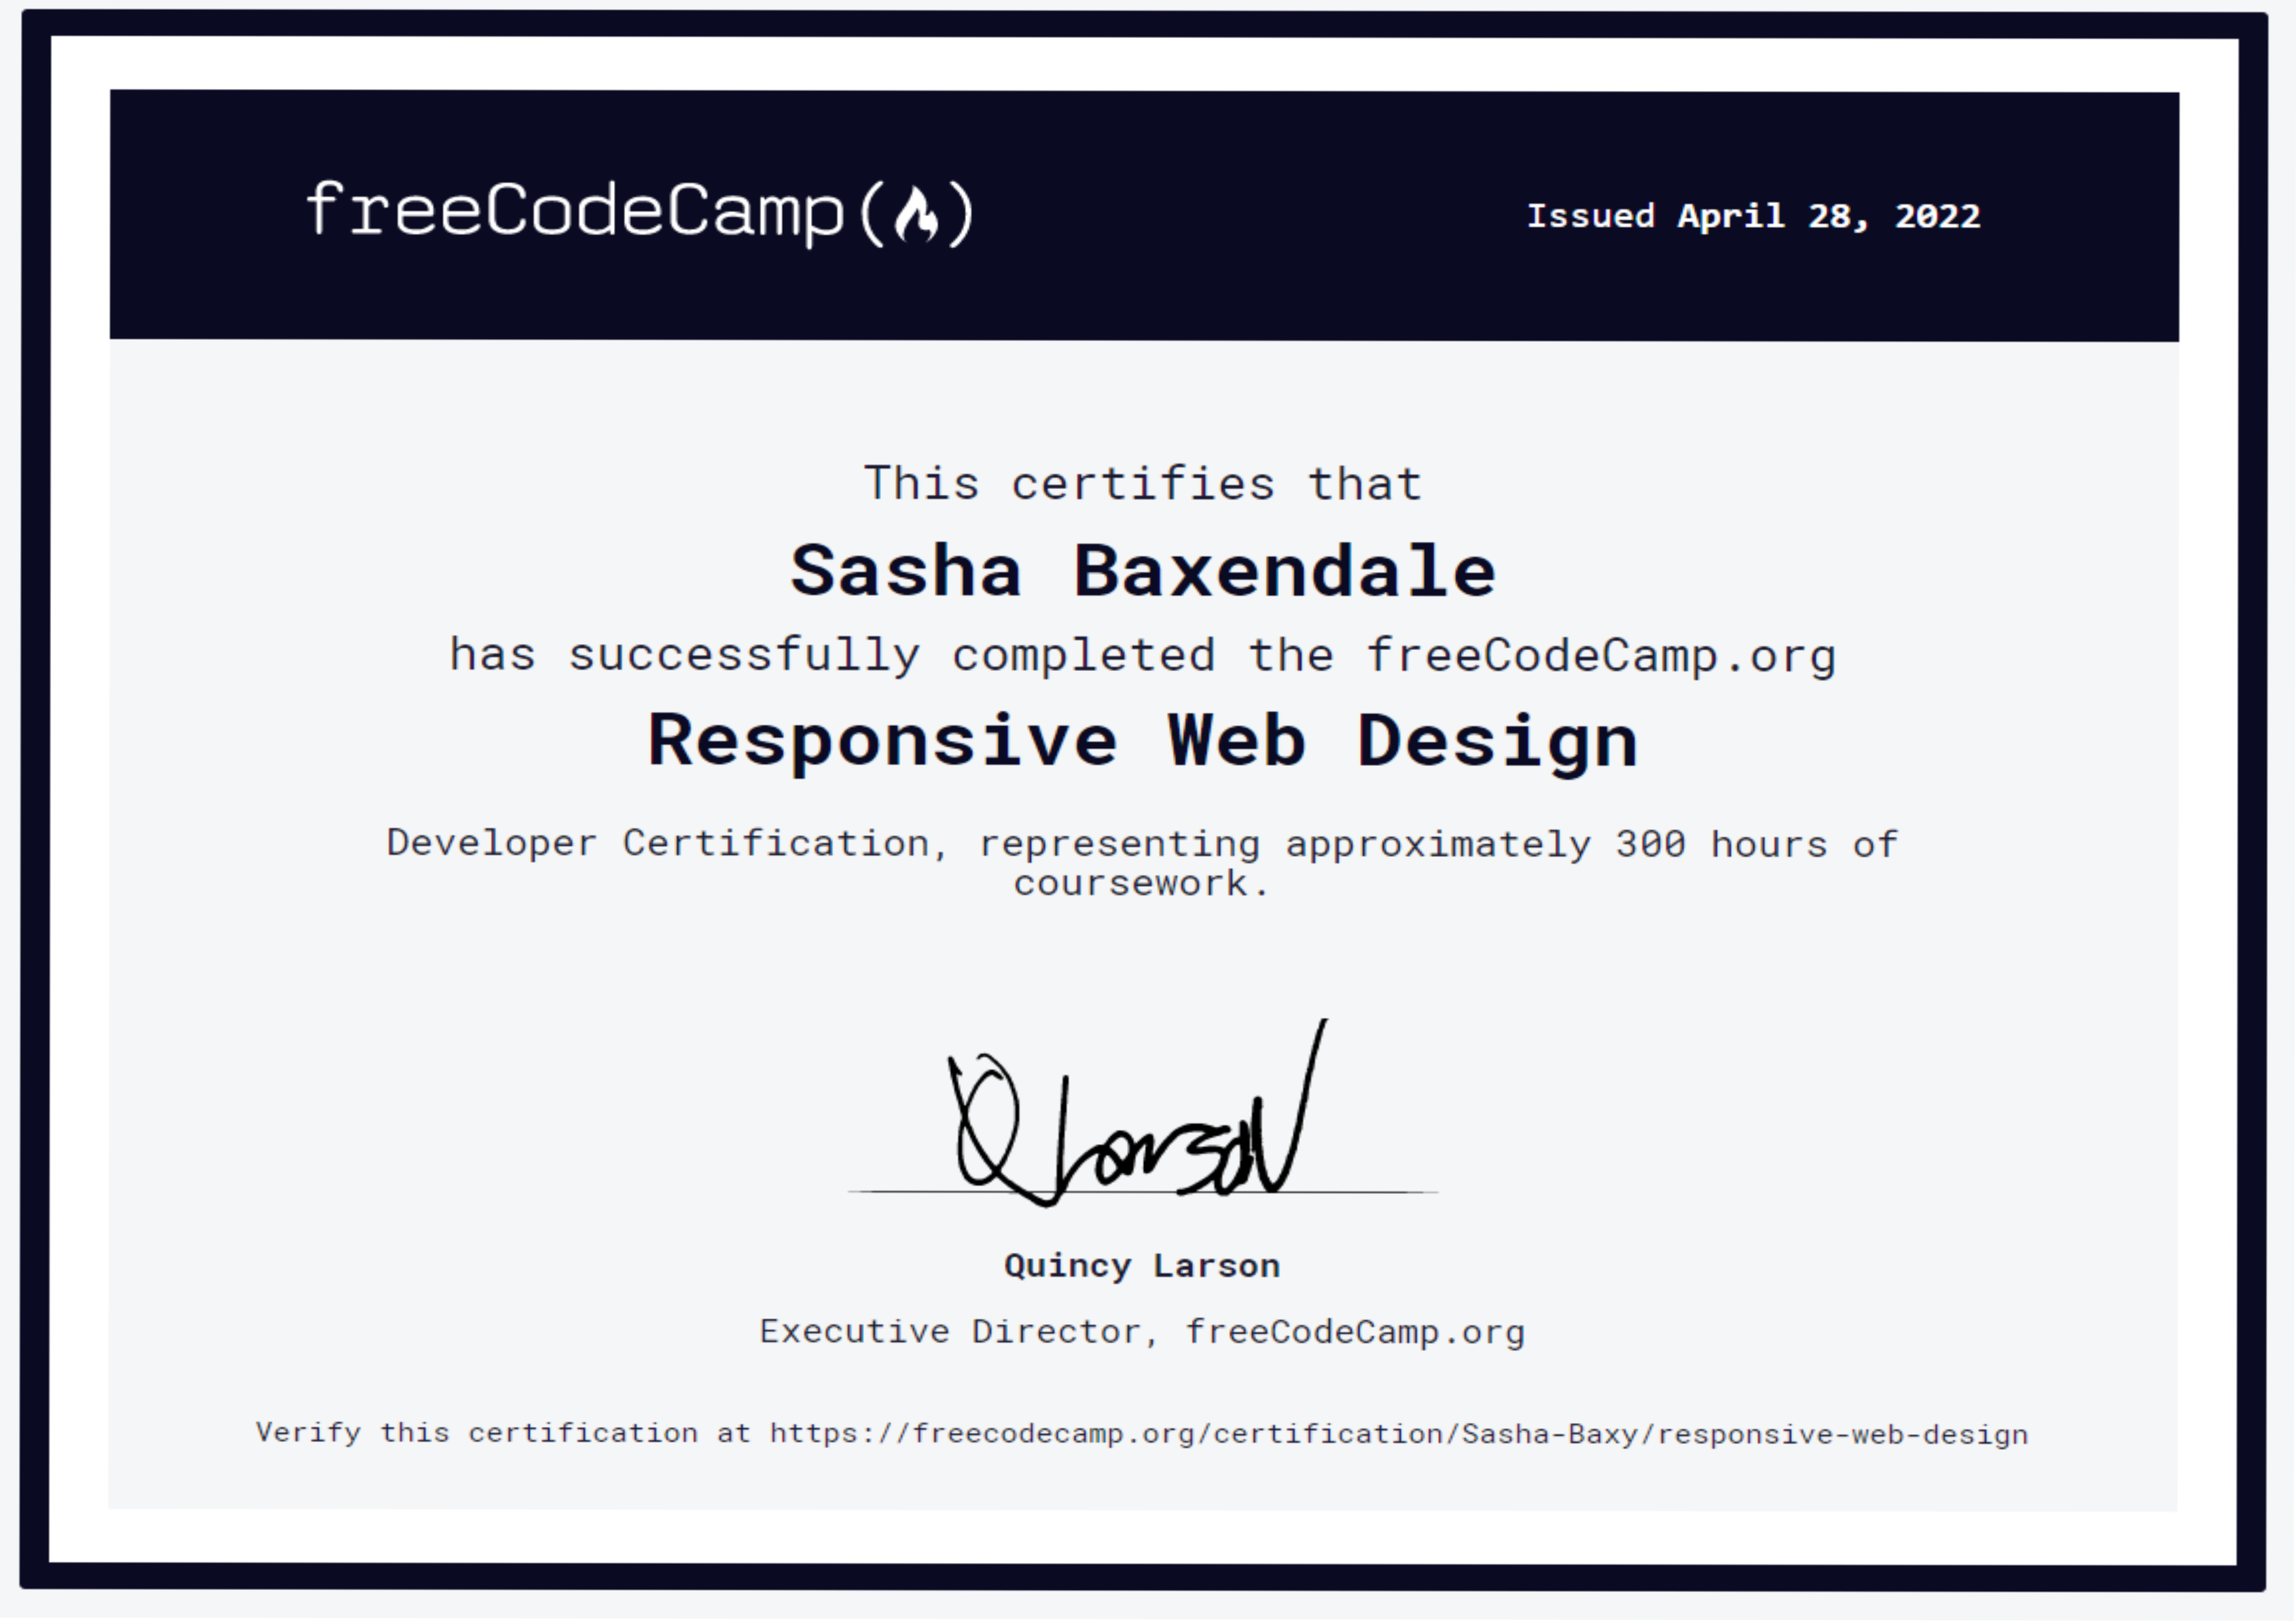 freeCodeCamp(🔥)
Issued April 28, 2022
This certifies that
Sasha Baxendale
has successfully completed the freeCodeCamp.org
Responsive Web Design
Developer Certification, representing approximately 300 hours of
coursework.
Q Larson
Quincy Larson
Executive Director, freeCodeCamp.org
Verify this certification at https://freecodecamp.org/certification/Sasha-Baxy/responsive-web-design